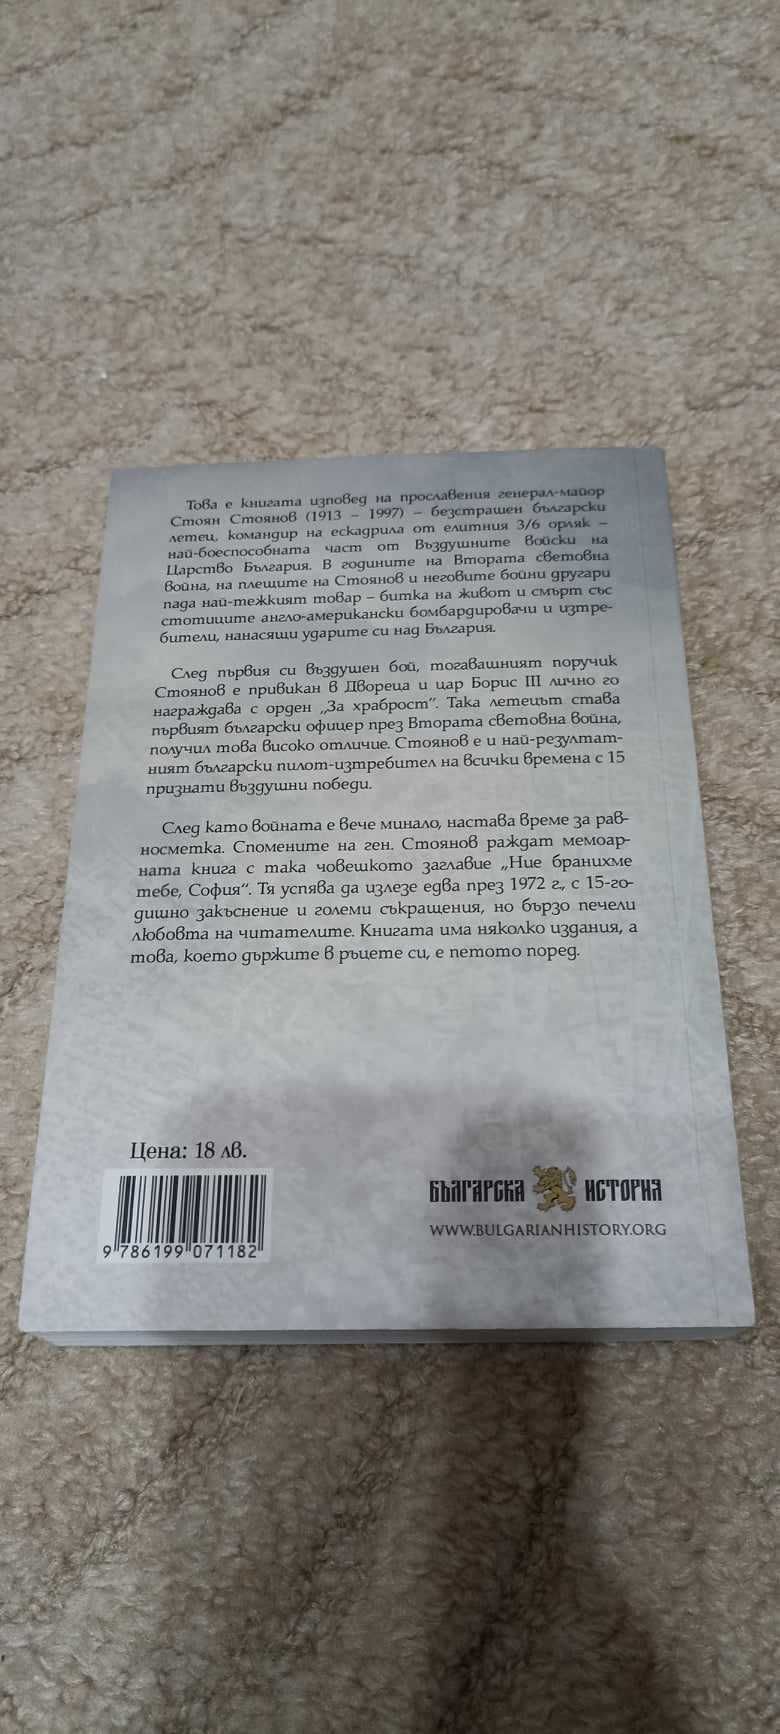 Това е книгата изповед на прославения генерал-майор
Стоян Стоянов (1913 – 1997) – безстрашен български
летец, командир на ескадрила от елитния 3/6 орляк –
най-боеспособната част от Въздушните войски на
Царство България. В годините на Втората световна
война, на плещите на Стоянов и неговите бойни другари
пада най-тежкият товар – битка на живот и смърт със
стотиците англо-американски бомбардировачи и изтре-
бители, нанасящи ударите си над България.
След първия си въздушен бой, тогавашният поручик
Стоянов е привикан в Двореца и цар Борис III лично го
награждава с орден „За храброст“. Така летецът става
първият български офицер през Втората световна война,
получил това високо отличие. Стоянов е и най-резултат-
ният български пилот-изтребител на всички времена с 15
признати въздушни победи.
След като войната е вече минало, настава време за рав-
носметка. Спомените на ген. Стоянов раждат мемоар-
ната книга с така човешкото заглавие „Ние бранихме
тебе, София“. Тя успява да излезе едва през 1972 г., с 15-го-
дишно закъснение и големи съкращения, но бързо печели
любовта на читателите. Книгата има няколко издания, а
това, което държите в ръцете си, е петото поред.
Цена: 18 лв.
9 786199 071182
БЪЛГАРСКА ИСТОРИЯ
WWW.BULGARIANHISTORY.ORG